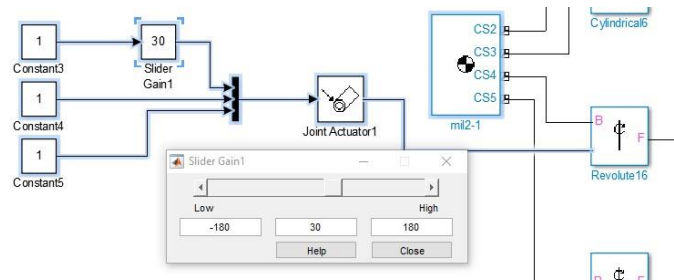 1
Constant3
30
Slider
Gain1
1
Constant4
1
Constant5
Joint Actuator1
CS2
CS3
CS4
CS5
mil2-1
Cylindrical6
B
F
Revolute16
Slider Gain1
Low
High
-180
30
180
Help
Close
B
F